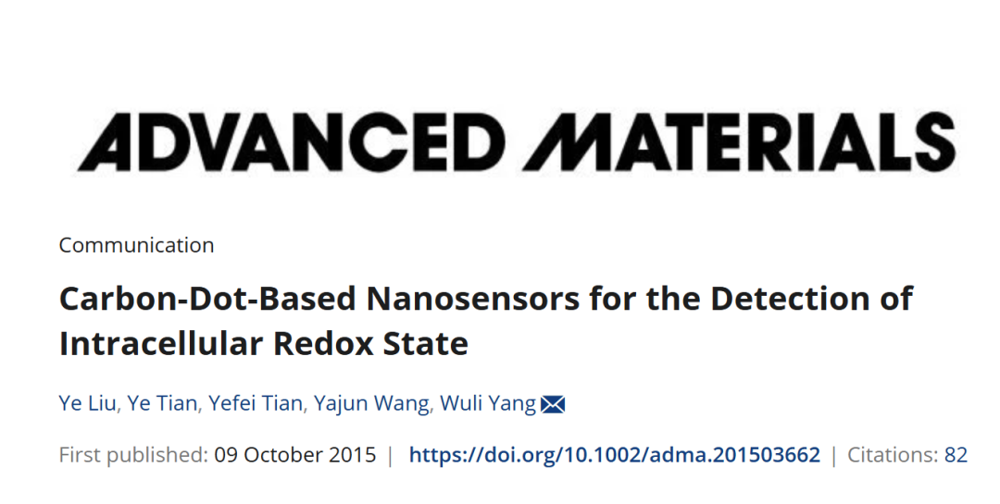 ADVANCED MATERIALS
Communication
Carbon-Dot-Based Nanosensors for the Detection of
Intracellular Redox State
Ye Liu, Ye Tian, Yefei Tian, Yajun Wang, Wuli Yang
First published: 09 October 2015 | https://doi.org/10.1002/adma.201503662 | Citations: 82